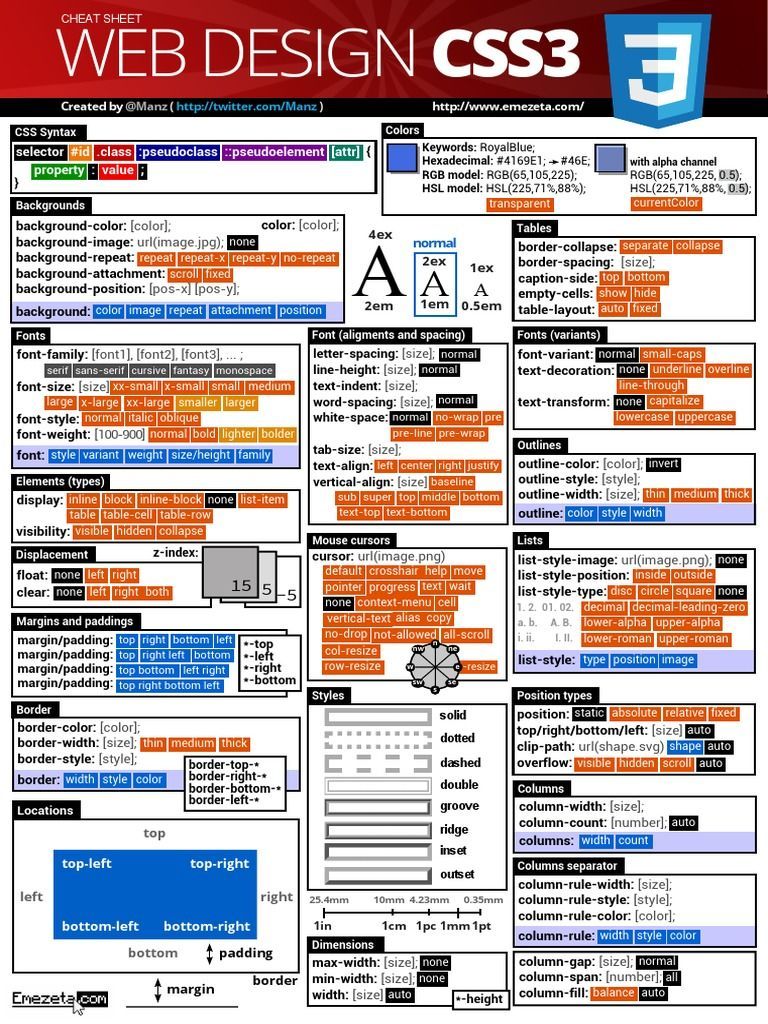 CHEAT SHEET
WEB DESIGN CSS3
Created by @Manz ( http://twitter.com/Manz )
http://www.emezeta.com/
CSS Syntax
selector #id .class :pseudoclass ::pseudoelement [attr] {
property : value ;
}
Colors
Keywords: RoyalBlue;
Hexadecimal: #4169E1; → #46E;
RGB model: RGB(65,105,225);
HSL model: HSL(225,71%,88%);
transparent
with alpha channel
RGB(65,105,225, 0.5);
HSL(225,71%,88%, 0.5);
currentColor
Backgrounds
background-color: [color]; color: [color];
background-image: url(image.jpg); none
background-repeat: repeat repeat-x repeat-y no-repeat
background-attachment: scroll fixed
background-position: [pos-x] [pos-y];
background: color image repeat attachment position
4ex
A
2em
normal
2ex
A
1em
1ex
A
0.5em
Tables
border-collapse: separate collapse
border-spacing: [size];
caption-side: top bottom
empty-cells: show hide
table-layout: auto fixed
Fonts
font-family: [font1], [font2], [font3], ... ;
serif sans-serif cursive fantasy monospace
font-size: [size] xx-small x-small small medium
large x-large xx-large smaller larger
font-style: normal italic oblique
font-weight: [100-900] normal bold lighter bolder
font: style variant weight size/height family
Font (aligments and spacing)
letter-spacing: [size]; normal
line-height: [size]; normal
text-indent: [size];
word-spacing: [size]; normal
white-space: normal no-wrap pre
pre-line pre-wrap
tab-size: [size];
text-align: left center right justify
vertical-align: [size] baseline
sub super top middle bottom
text-top text-bottom
Fonts (variants)
font-variant: normal small-caps
text-decoration: none underline overline
line-through
text-transform: none capitalize
lowercase uppercase
Outlines
outline-color: [color]; invert
outline-style: [style];
outline-width: [size]; thin medium thick
outline: color style width
Elements (types)
display: inline block inline-block none list-item
table table-cell table-row
visibility: visible hidden collapse
Displacement
float: none left right
clear: none left right both
z-index:
15
5
-5
Mouse cursors
cursor: url(image.png)
default crosshair help move
pointer progress text wait
none context-menu cell
vertical-text alias copy
no-drop not-allowed all-scroll
col-resize
row-resize
n
ne
e
se
s
sw
w
nw
-resize
Lists
list-style-image: url(image.png); none
list-style-position: inside outside
list-style-type: disc circle square none
1. 2. 01. 02. decimal decimal-leading-zero
a. b. A. B. lower-alpha upper-alpha
i. ii. I. II. lower-roman upper-roman
list-style: type position image
Margins and paddings
margin/padding: top right bottom left
margin/padding: top right left bottom
margin/padding: top bottom left right
margin/padding: top right bottom left
*-top
*-left
*-right
*-bottom
Border
border-color: [color];
border-width: [size]; thin medium thick
border-style: [style];
border: width style color
border-top-*
border-right-*
border-bottom-*
border-left-*
Styles
solid
dotted
dashed
double
groove
ridge
inset
outset
Position types
position: static absolute relative fixed
top/right/bottom/left: [size] auto
clip-path: url(shape.svg) shape auto
overflow: visible hidden scroll auto
Columns
column-width: [size];
column-count: [number]; auto
columns: width count
Locations
top
top-left top-right
left right
bottom-left bottom-right
bottom
padding
border
margin
25.4mm 10mm 4.23mm 0.35mm
1in 1cm 1pc 1mm 1pt
Dimensions
max-width: [size]; none
min-width: [size]; none
width: [size] auto
*-height
Columns separator
column-rule-width: [size];
column-rule-style: [style];
column-rule-color: [color];
column-rule: width style color
column-gap: [size]; normal
column-span: [number]; all
column-fill: balance auto
Emezeta.com